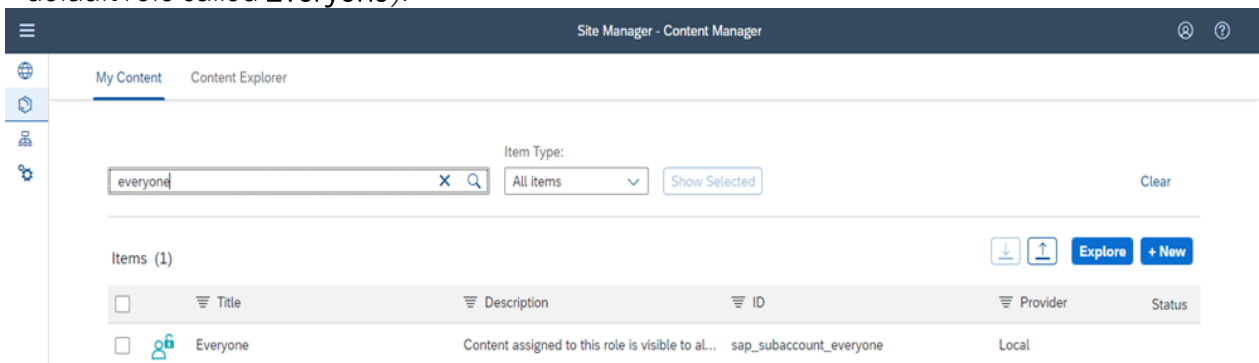 default role called Everyone).
Site Manager - Content Manager
My Content Content Explorer
Item Type:
everyone All items Show Selected Clear
Items (1) Explore + New
Title Description ID Provider Status
Everyone Content assigned to this role is visible to al... sap_subaccount_everyone Local